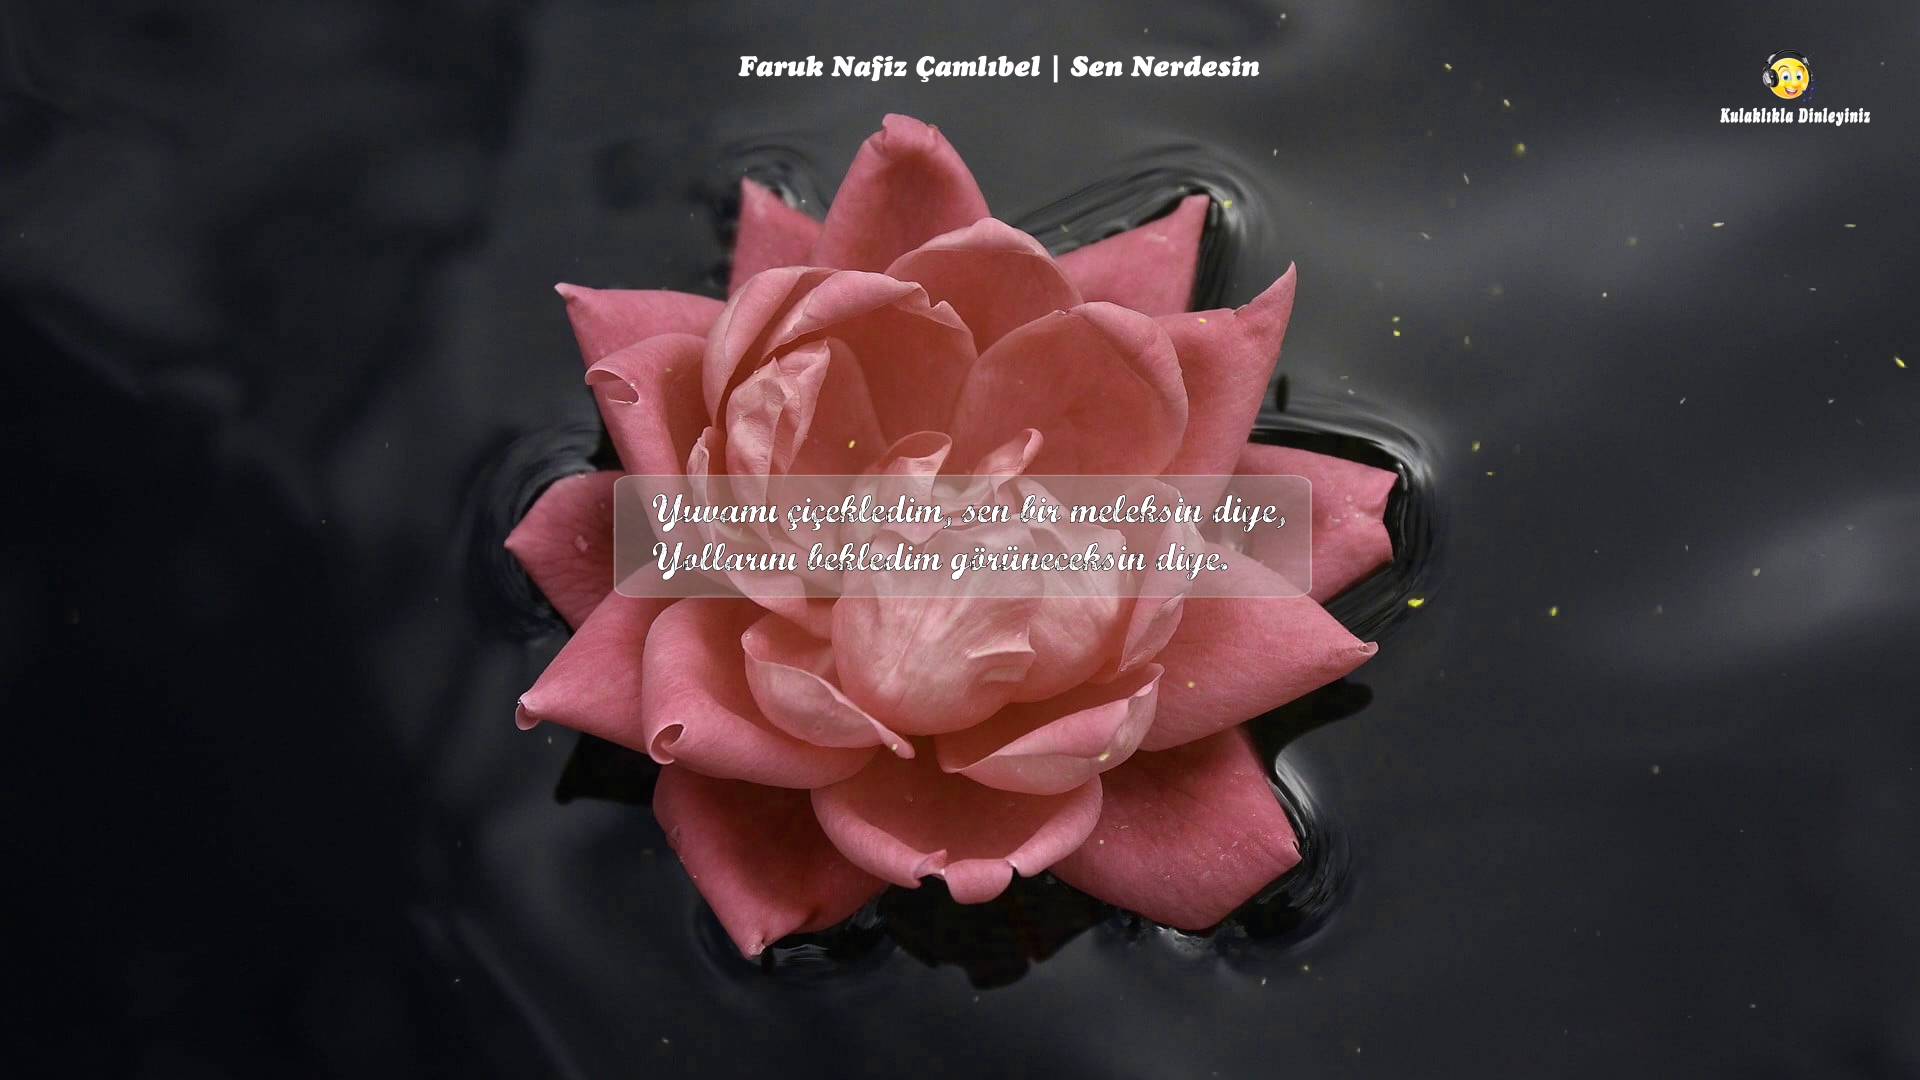 Faruk Nafiz Çamlıbel | Sen Nerdesin
Kulaklıkla Dinleyiniz
Yuvamı çiçekledim, sen bir meleksin diye,
Yollarını bekledim görüneceksin diye.